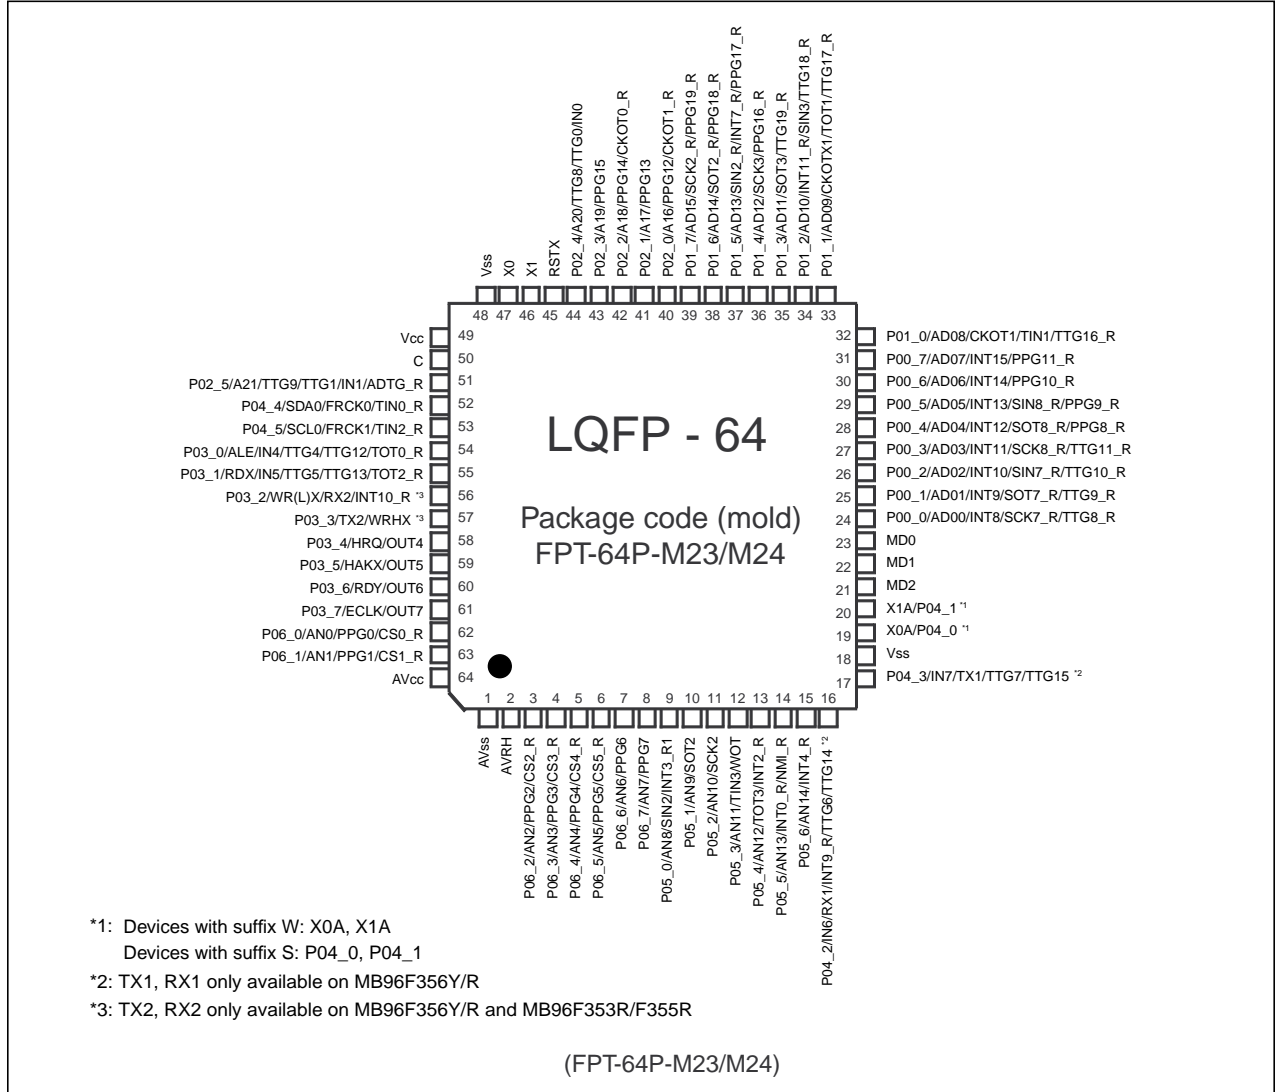 Vss
X0
X1
RSTX
P02_4/A20/TTG8/TTG0/IN0
P02_3/A19/PPG15
P02_2/A18/PPG14/CKOT0_R
P02_1/A17/PPG13
P02_0/A16/PPG12/CKOT1_R
P01_7/AD15/SCK2_R/PPG19_R
P01_6/AD14/SOT2_R/PPG18_R
P01_5/AD13/SIN2_R/INT7_R/PPG17_R
P01_4/AD12/SCK3/PPG16_R
P01_3/AD11/SOT3/TTG19_R
P01_2/AD10/INT11_R/SIN3/TTG18_R
P01_1/AD09/CKOTX1/TOT1/TTG17_R
48 47 46 45 44 43 42 41 40 39 38 37 36 35 34 33
Vcc 49
C 50
P02_5/A21/TTG9/TTG1/IN1/ADTG_R 51
P04_4/SDA0/FRCK0/TIN0_R 52
P04_5/SCL0/FRCK1/TIN2_R 53
P03_0/ALE/IN4/TTG4/TTG12/TOT0_R 54
P03_1/RDX/IN5/TTG5/TTG13/TOT2_R 55
P03_2/WR(L)X/RX2/INT10_R *3 56
P03_3/TX2/WRHX *3 57
P03_4/HRQ/OUT4 58
P03_5/HAKX/OUT5 59
P03_6/RDY/OUT6 60
P03_7/ECLK/OUT7 61
P06_0/AN0/PPG0/CS0_R 62
P06_1/AN1/PPG1/CS1_R 63
AVcc 64
LQFP - 64
Package code (mold)
FPT-64P-M23/M24
32 P01_0/AD08/CKOT1/TIN1/TTG16_R
31 P00_7/AD07/INT15/PPG11_R
30 P00_6/AD06/INT14/PPG10_R
29 P00_5/AD05/INT13/SIN8_R/PPG9_R
28 P00_4/AD04/INT12/SOT8_R/PPG8_R
27 P00_3/AD03/INT11/SCK8_R/TTG11_R
26 P00_2/AD02/INT10/SIN7_R/TTG10_R
25 P00_1/AD01/INT9/SOT7_R/TTG9_R
24 P00_0/AD00/INT8/SCK7_R/TTG8_R
23 MD0
22 MD1
21 MD2
20 X1A/P04_1 *1
19 X0A/P04_0 *1
18 Vss
17 P04_3/IN7/TX1/TTG7/TTG15 *2
1 2 3 4 5 6 7 8 9 10 11 12 13 14 15 16
AVss
AVRH
P06_2/AN2/PPG2/CS2_R
P06_3/AN3/PPG3/CS3_R
P06_4/AN4/PPG4/CS4_R
P06_5/AN5/PPG5/CS5_R
P06_6/AN6/PPG6
P06_7/AN7/PPG7
P05_0/AN8/SIN2/INT3_R1
P05_1/AN9/SOT2
P05_2/AN10/SCK2
P05_3/AN11/TIN3/WOT
P05_4/AN12/TOT3/INT2_R
P05_5/AN13/INT0_R/NMI_R
P05_6/AN14/INT4_R
P04_2/IN6/RX1/INT9_R/TTG6/TTG14 *2
*1: Devices with suffix W: X0A, X1A
Devices with suffix S: P04_0, P04_1
*2: TX1, RX1 only available on MB96F356Y/R
*3: TX2, RX2 only available on MB96F356Y/R and MB96F353R/F355R
(FPT-64P-M23/M24)